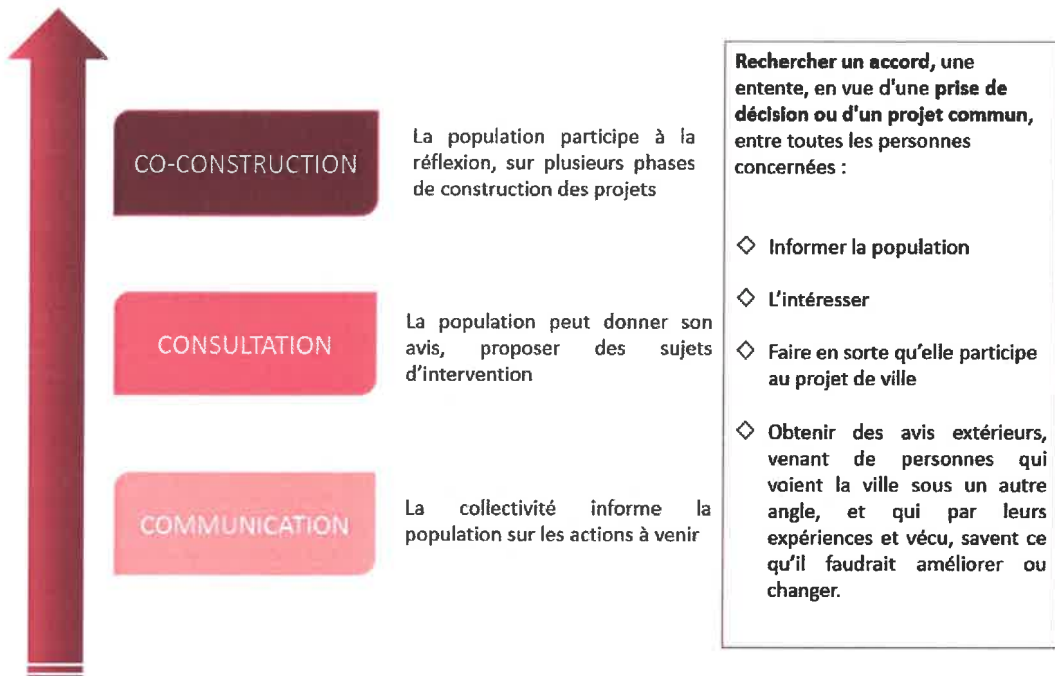 CO-CONSTRUCTION
La population participe à la
réflexion, sur plusieurs phases
de construction des projets
CONSULTATION
La population peut donner son
avis, proposer des sujets
d'intervention
COMMUNICATION
La collectivité informe la
population sur les actions à venir
Rechercher un accord, une
entente, en vue d'une prise de
décision ou d'un projet commun,
entre toutes les personnes
concernées :
◇ Informer la population
◇ L'intéresser
◇ Faire en sorte qu'elle participe
au projet de ville
◇ Obtenir des avis extérieurs,
venant de personnes qui
voient la ville sous un autre
angle, et qui par leurs
expériences et vécu, savent ce
qu'il faudrait améliorer ou
changer.